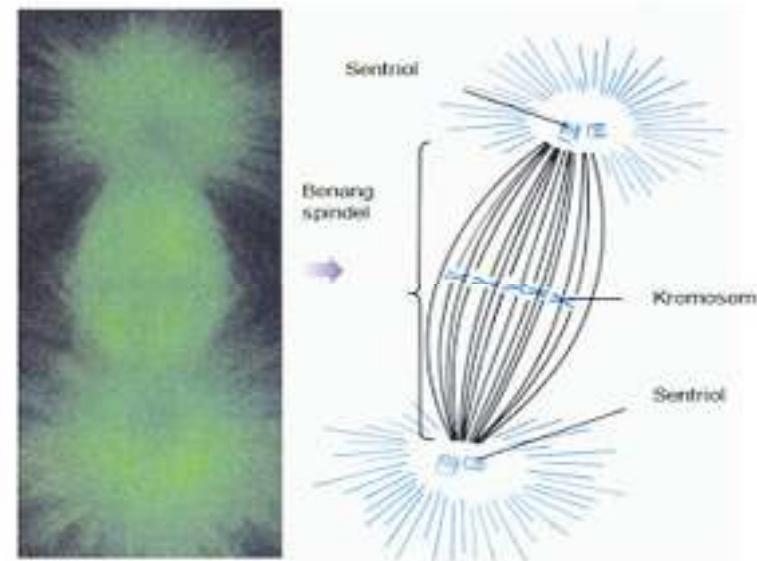 Sentriol
Benang
spindel
Kromosom
Sentriol